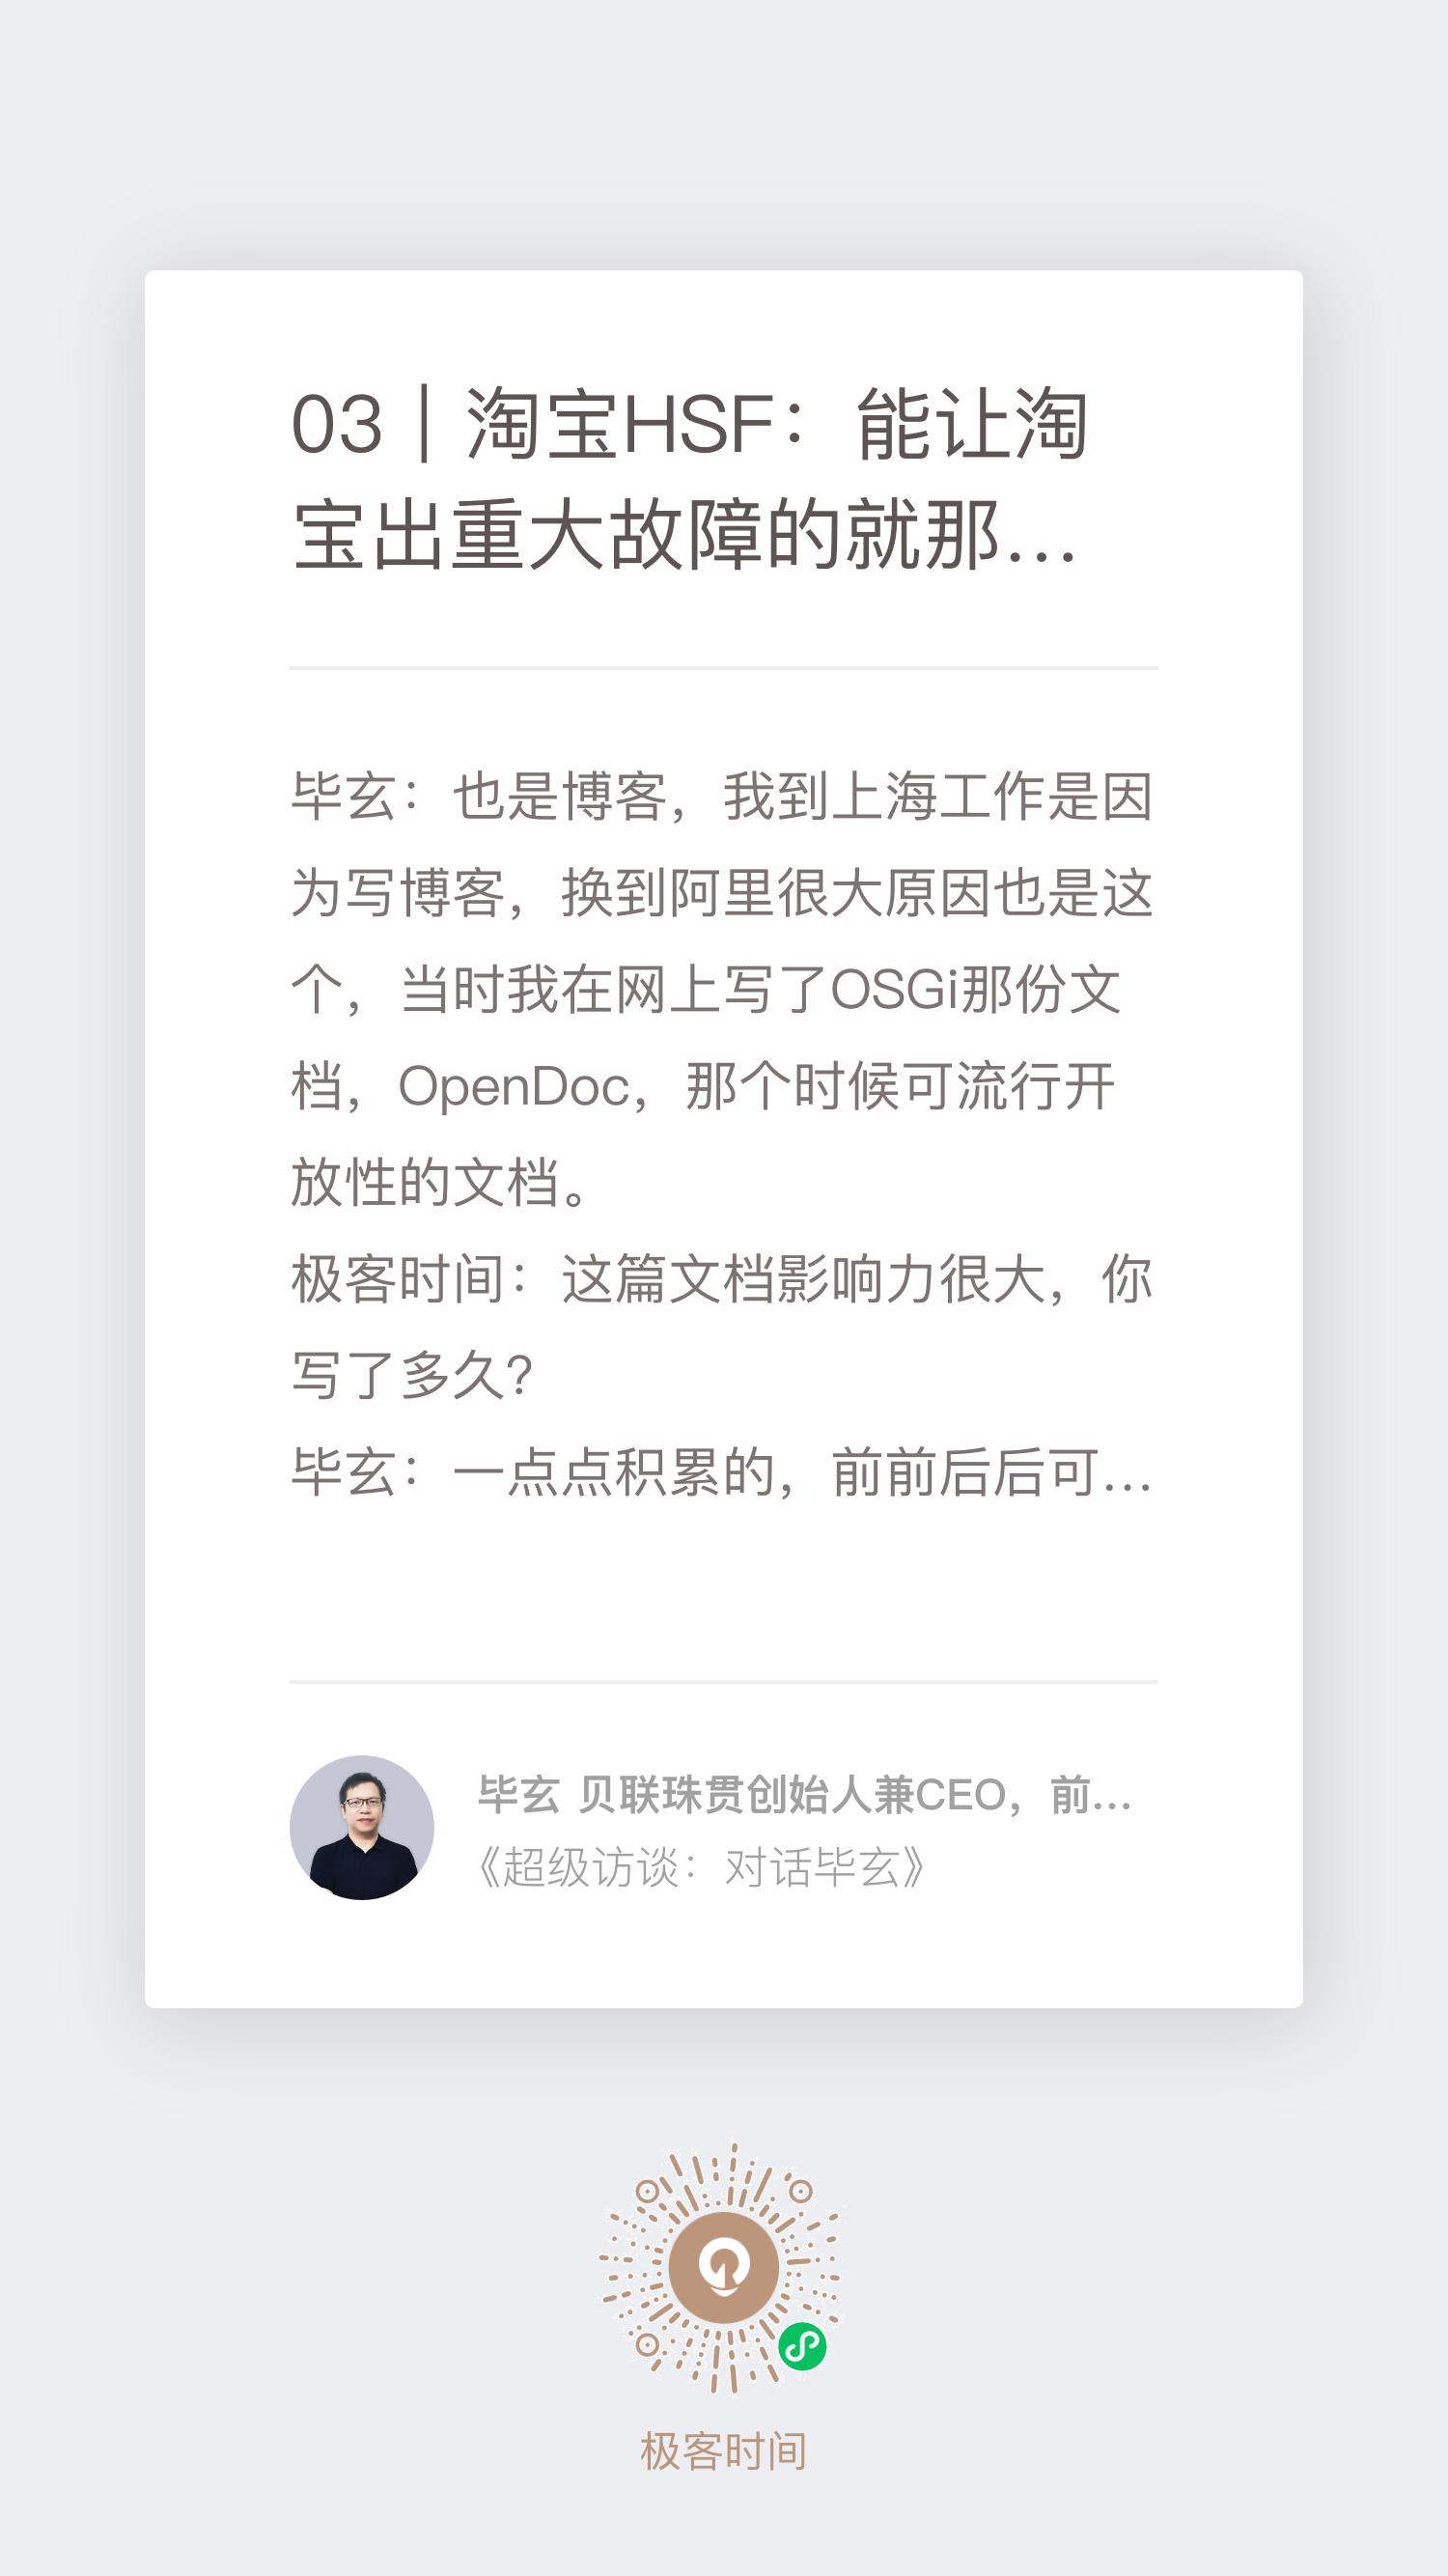 03｜淘宝HSF：能让淘
宝出重大故障的就那…
毕玄：也是博客，我到上海工作是因
为写博客，换到阿里很大原因也是这
个，当时我在网上写了OSGi那份文
档，OpenDoc，那个时候可流行开
放性的文档。
极客时间：这篇文档影响力很大，你
写了多久？
毕玄：一点点积累的，前前后后可…
毕玄 贝联珠贯创始人兼CEO，前…
《超级访谈：对话毕玄》
极客时间